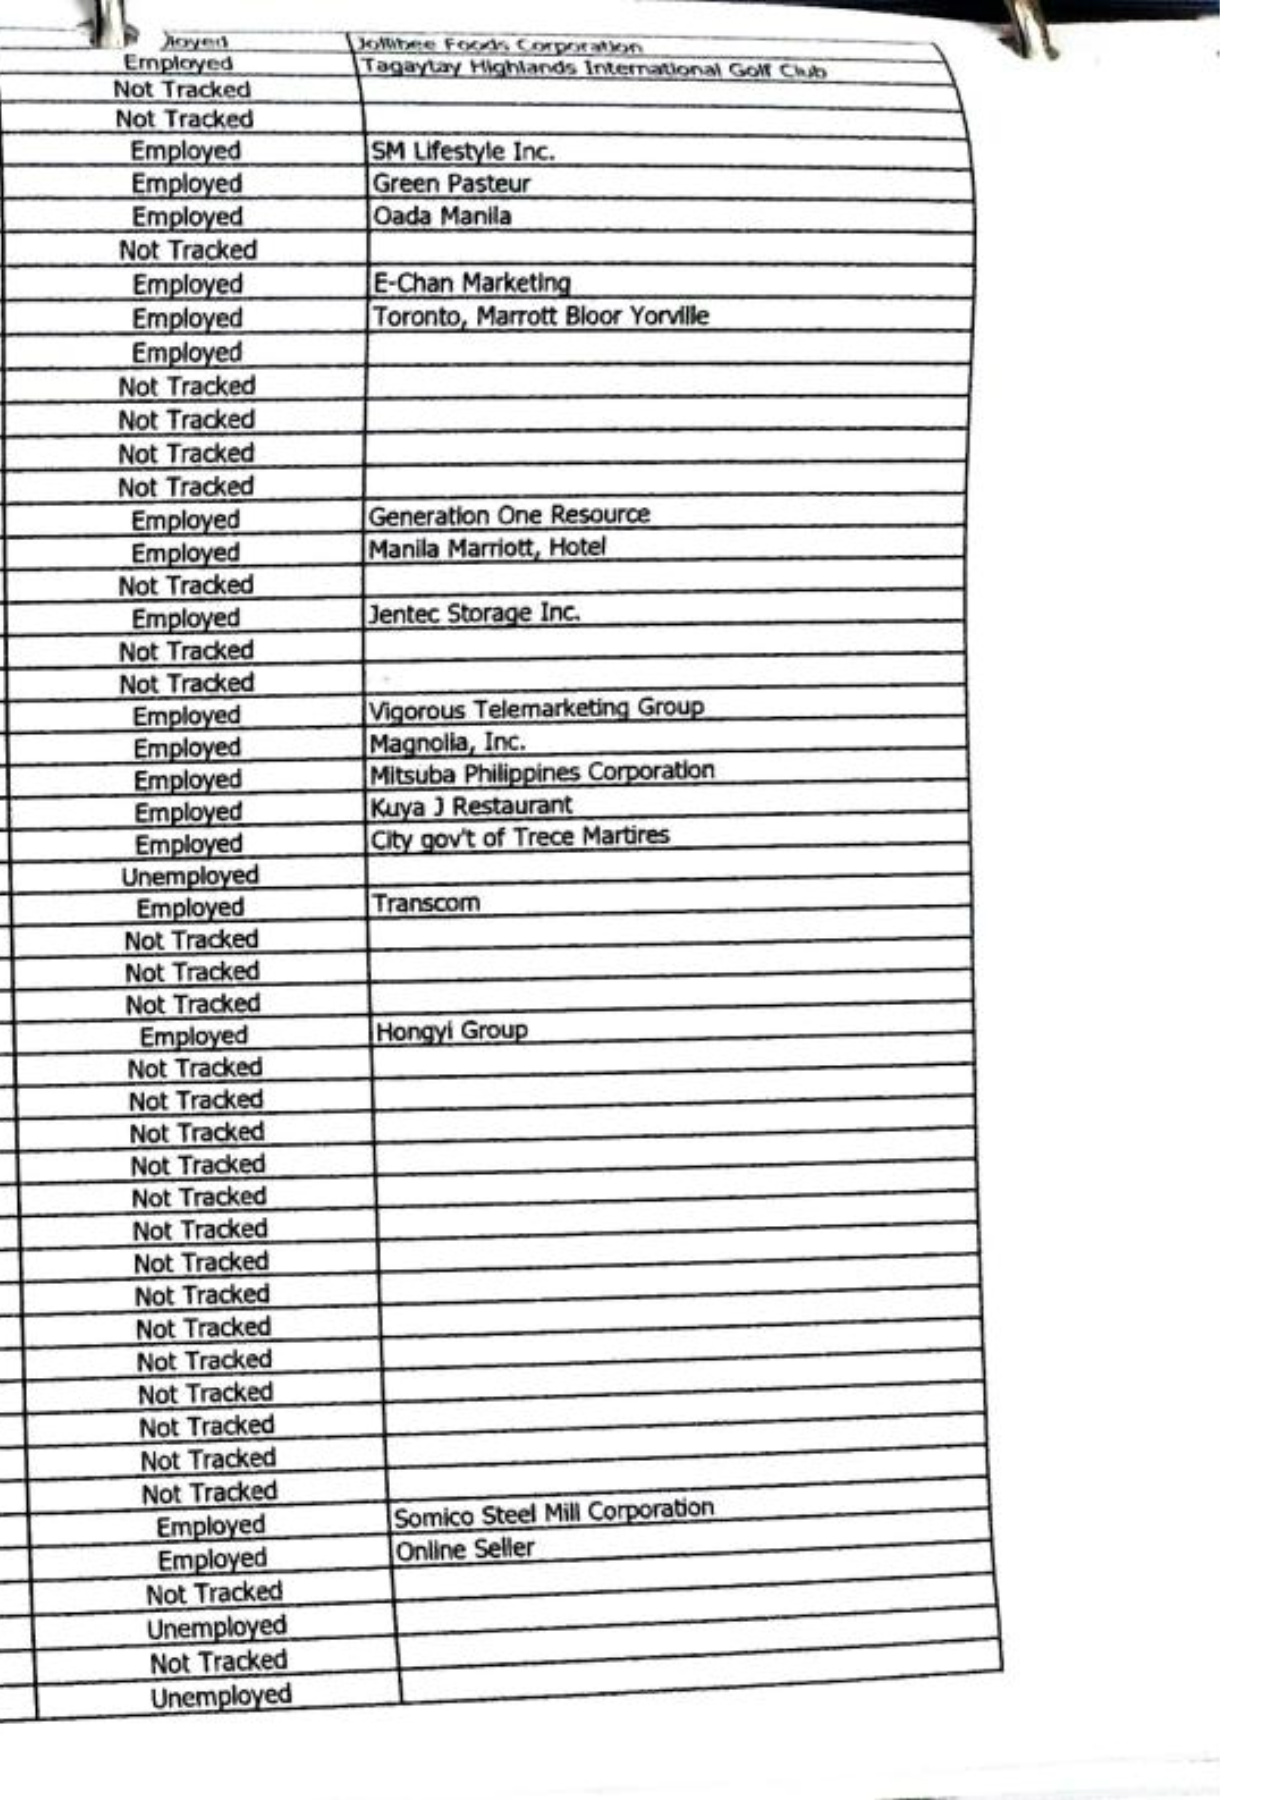 loyed Jollibee Foods Corporation
Employed Tagaytay Highlands International Golf Club
Not Tracked
Not Tracked
Employed SM Lifestyle Inc.
Employed Green Pasteur
Employed Oada Manila
Not Tracked
Employed E-Chan Marketing
Employed Toronto, Marrott Bloor Yorville
Employed
Not Tracked
Not Tracked
Not Tracked
Not Tracked
Employed Generation One Resource
Employed Manila Marriott, Hotel
Not Tracked
Employed Jentec Storage Inc.
Not Tracked
Not Tracked
Employed Vigorous Telemarketing Group
Employed Magnolia, Inc.
Employed Mitsuba Philippines Corporation
Employed Kuya J Restaurant
Employed City gov't of Trece Martires
Unemployed
Employed Transcom
Not Tracked
Not Tracked
Not Tracked
Employed Hongyi Group
Not Tracked
Not Tracked
Not Tracked
Not Tracked
Not Tracked
Not Tracked
Not Tracked
Not Tracked
Not Tracked
Not Tracked
Not Tracked
Not Tracked
Not Tracked
Not Tracked
Employed Somico Steel Mill Corporation
Employed Online Seller
Not Tracked
Unemployed
Not Tracked
Unemployed